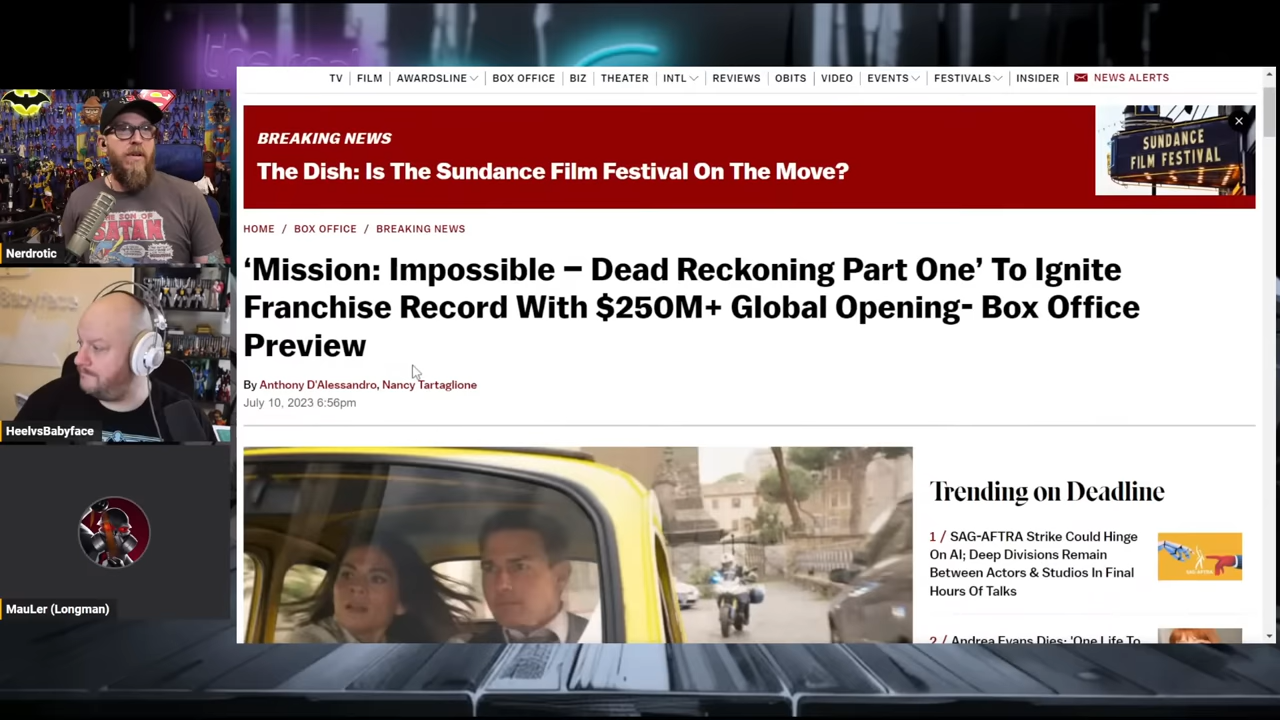 TV | FILM | AWARDSLINE | BOX OFFICE | BIZ | THEATER | INTL | REVIEWS | OBITS | VIDEO | EVENTS | FESTIVALS | INSIDER | NEWS ALERTS
BREAKING NEWS
The Dish: Is The Sundance Film Festival On The Move?
SUNDANCE
FILM FESTIVAL
HOME / BOX OFFICE / BREAKING NEWS
‘Mission: Impossible – Dead Reckoning Part One’ To Ignite
Franchise Record With $250M+ Global Opening- Box Office
Preview
By Anthony D'Alessandro, Nancy Tartaglione
July 10, 2023 6:56pm
Trending on Deadline
1 / SAG-AFTRA Strike Could Hinge
On AI; Deep Divisions Remain
Between Actors & Studios In Final
Hours Of Talks
2 / Andrea Evans Dies: 'One Life To
THE SON OF
SATAN
Nerdrotic
HeelvsBabyface
MauLer (Longman)